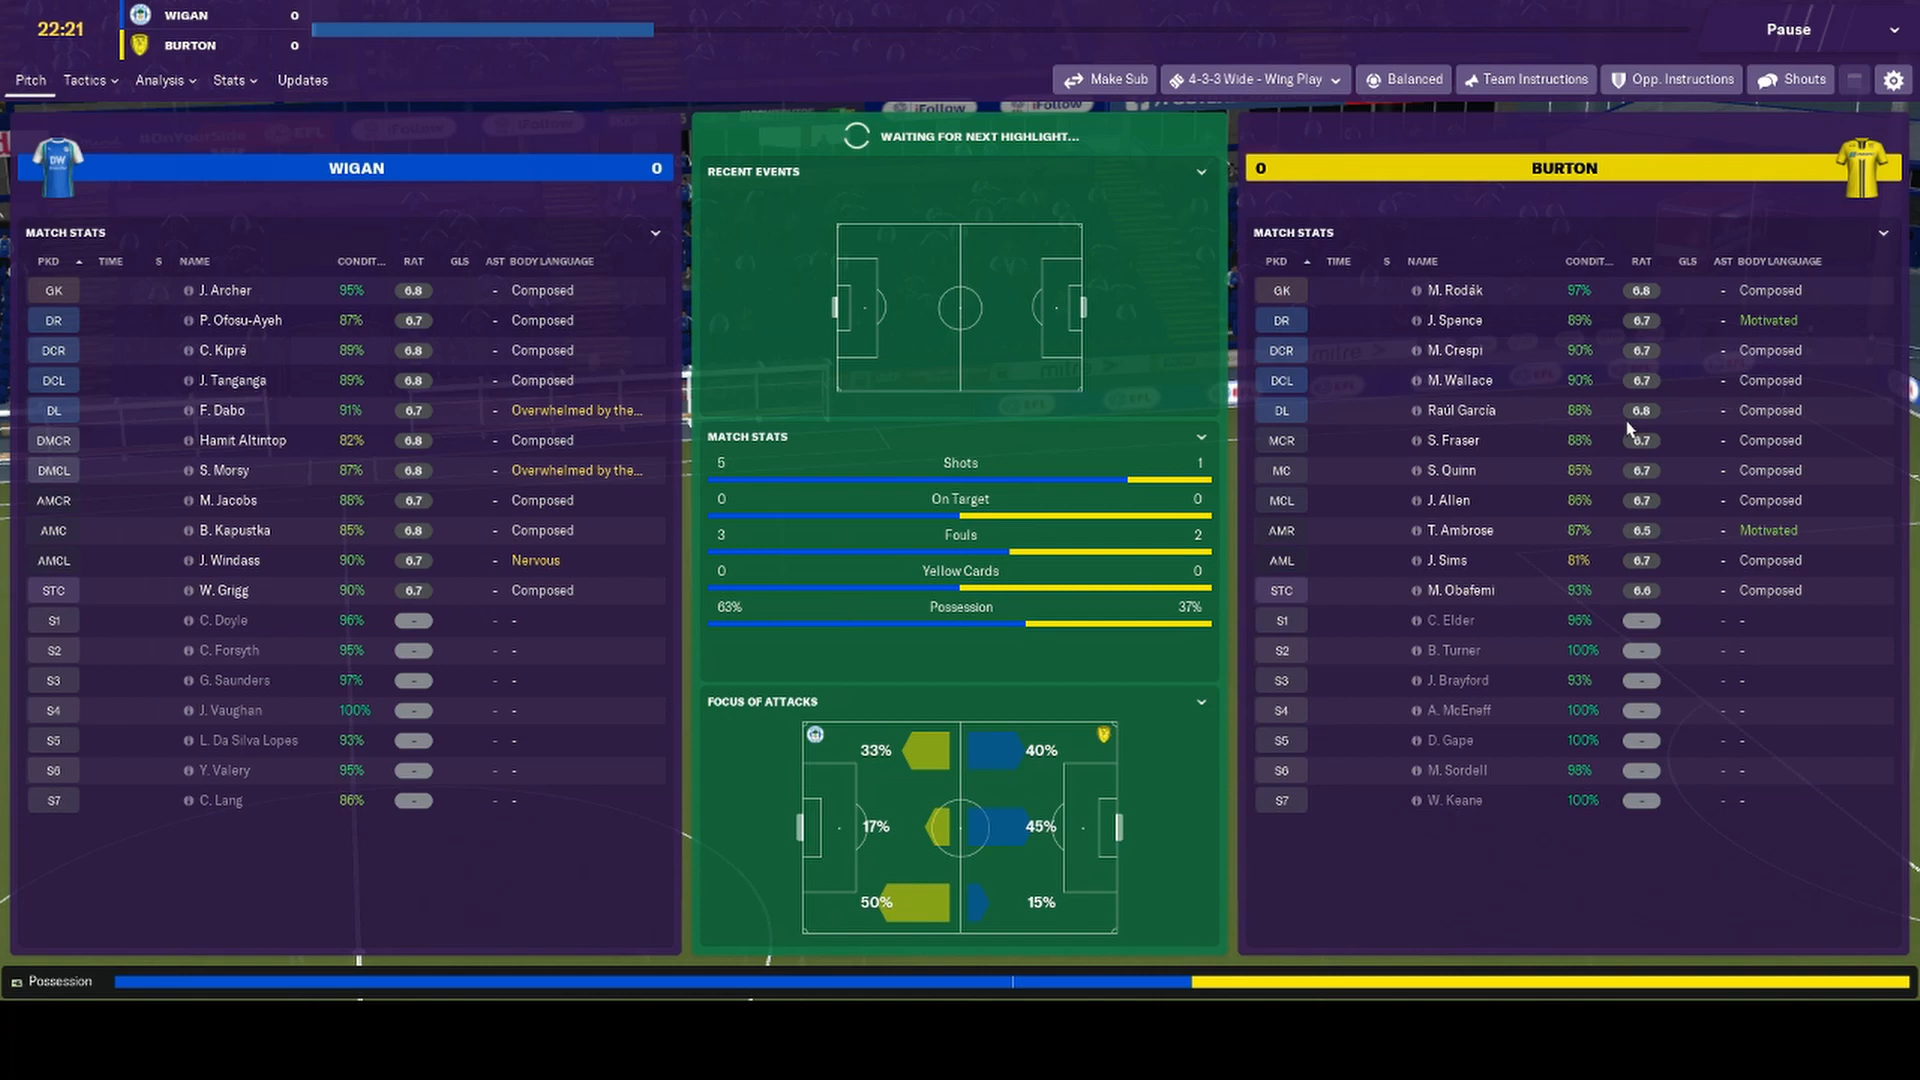 22:21
WIGAN 0
BURTON 0
Pause
Pitch Tactics Analysis Stats Updates
Make Sub 4-3-3 Wide - Wing Play Balanced Team Instructions Opp. Instructions Shouts
WIGAN 0
MATCH STATS
PKD TIME S NAME CONDIT... RAT GLS AST BODY LANGUAGE
GK J. Archer 95% 6.8 - Composed
DR P. Ofosu-Ayeh 87% 6.7 - Composed
DCR C. Kipré 89% 6.8 - Composed
DCL J. Tanganga 89% 6.8 - Composed
DL F. Dabo 91% 6.7 - Overwhelmed by the...
DMCR Hamit Altintop 82% 6.8 - Composed
DMCL S. Morsy 87% 6.8 - Overwhelmed by the...
AMCR M. Jacobs 88% 6.7 - Composed
AMC B. Kapustka 85% 6.8 - Composed
AMCL J. Windass 90% 6.7 - Nervous
STC W. Grigg 90% 6.7 - Composed
S1 C. Doyle 96% - - -
S2 C. Forsyth 95% - - -
S3 G. Saunders 97% - - -
S4 J. Vaughan 100% - - -
S5 L. Da Silva Lopes 93% - - -
S6 Y. Valery 95% - - -
S7 C. Lang 86% - - -
WAITING FOR NEXT HIGHLIGHT...
RECENT EVENTS
MATCH STATS
5 Shots 1
0 On Target 0
3 Fouls 2
0 Yellow Cards 0
63% Possession 37%
FOCUS OF ATTACKS
33% 40%
17% 45%
50% 15%
0 BURTON
MATCH STATS
PKD TIME S NAME CONDIT... RAT GLS AST BODY LANGUAGE
GK M. Rodák 97% 6.8 - Composed
DR J. Spence 89% 6.7 - Motivated
DCR M. Crespi 90% 6.7 - Composed
DCL M. Wallace 90% 6.7 - Composed
DL Raúl García 88% 6.8 - Composed
MCR S. Fraser 88% 6.7 - Composed
MC S. Quinn 85% 6.7 - Composed
MCL J. Allen 86% 6.7 - Composed
AMR T. Ambrose 87% 6.5 - Motivated
AML J. Sims 81% 6.7 - Composed
STC M. Obafemi 93% 6.6 - Composed
S1 C. Elder 96% - - -
S2 B. Turner 100% - - -
S3 J. Brayford 93% - - -
S4 A. McEneff 100% - - -
S5 D. Gape 100% - - -
S6 M. Sordell 98% - - -
S7 W. Keane 100% - - -
Possession